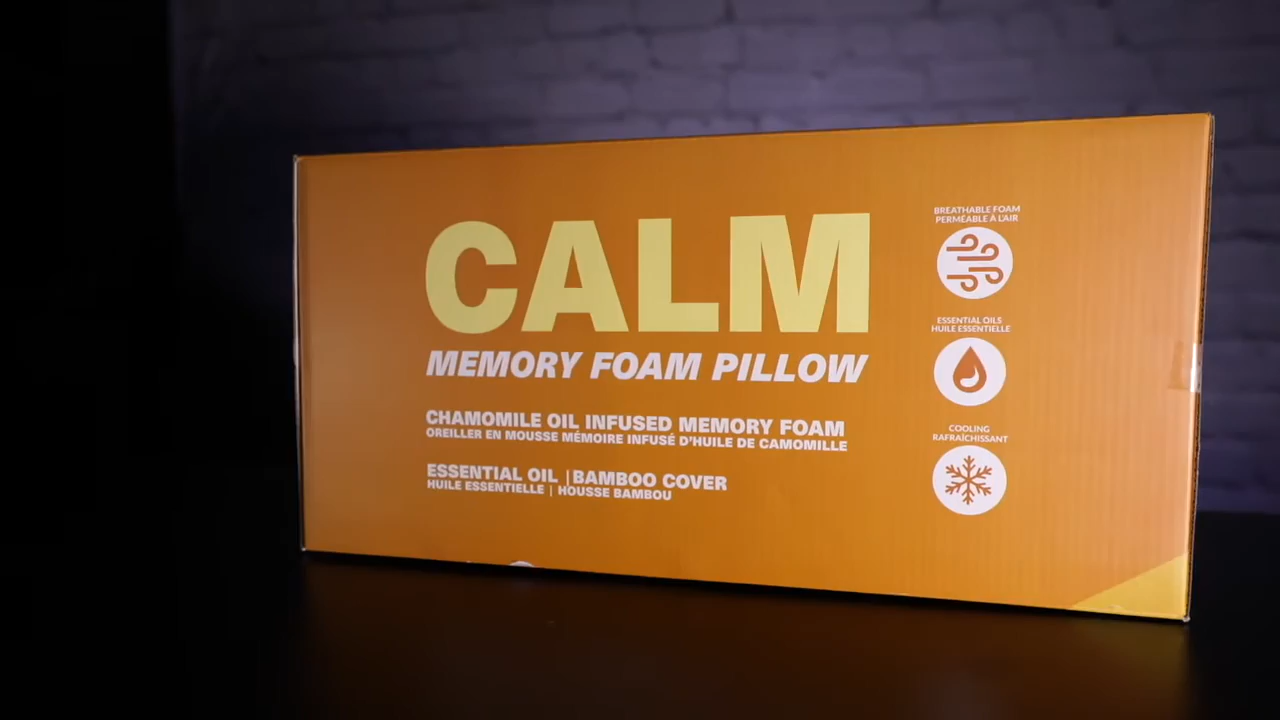 CALM
MEMORY FOAM PILLOW
CHAMOMILE OIL INFUSED MEMORY FOAM
OREILLER EN MOUSSE MÉMOIRE INFUSÉ D'HUILE DE CAMOMILLE
ESSENTIAL OIL | BAMBOO COVER
HUILE ESSENTIELLE | HOUSSE BAMBOU
BREATHABLE FOAM
PERMÉABLE À L'AIR
ESSENTIAL OILS
HUILE ESSENTIELLE
COOLING
RAFRAÎCHISSANT